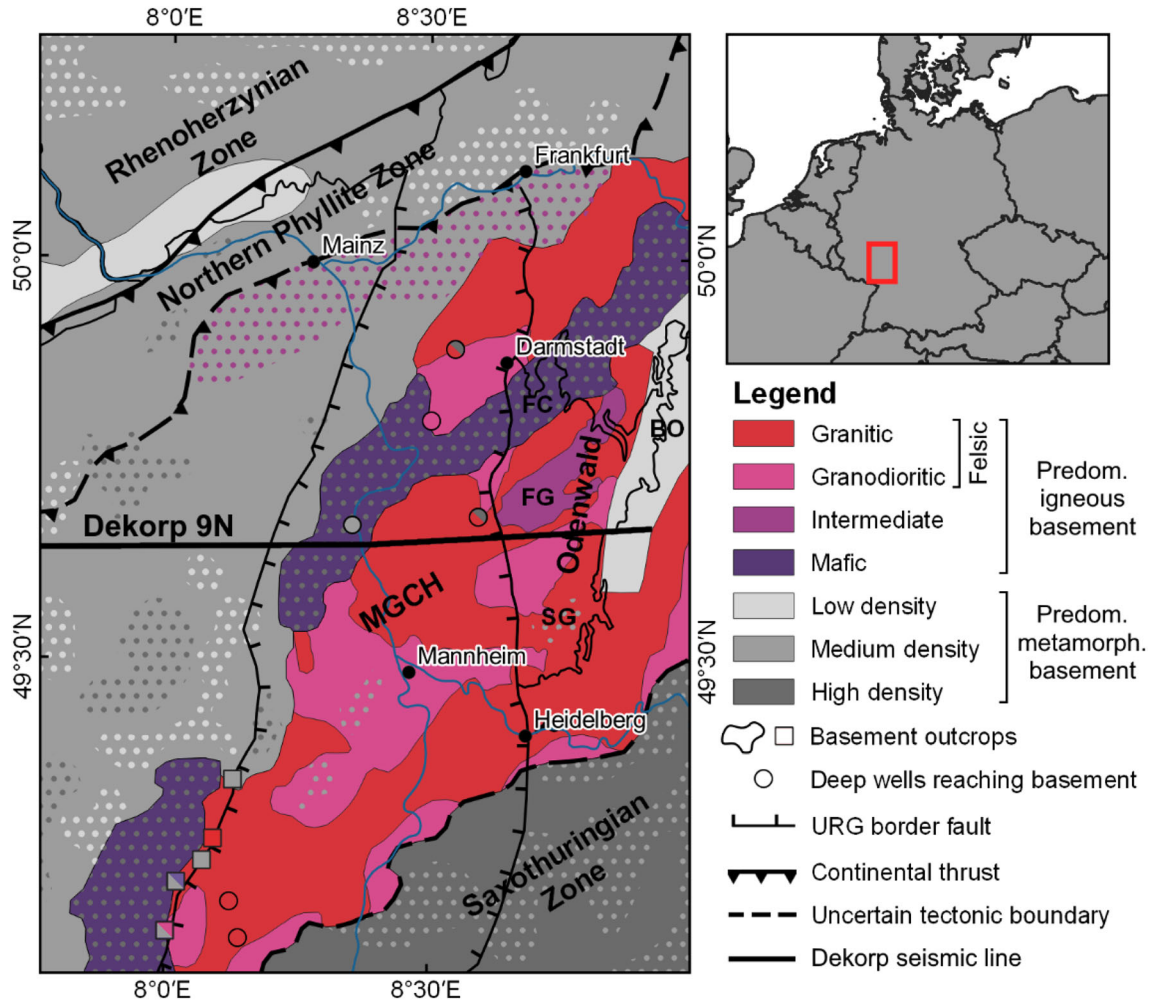 8°0'E
8°30'E
Rhenoherzynian
Zone
Northern Phyllite Zone
Frankfurt
Mainz
50°0'N
50°0'N
Darmstadt
FC
BO
Odenwald
FG
Dekorp 9N
MGCH
SG
49°30'N
49°30'N
Mannheim
Heidelberg
Saxothuringian
Zone
8°0'E
8°30'E
Legend
Granitic
Granodioritic
Intermediate
Mafic
Felsic
Predom.
igneous
basement
Low density
Medium density
High density
Predom.
metamorph.
basement
Basement outcrops
Deep wells reaching basement
URG border fault
Continental thrust
Uncertain tectonic boundary
Dekorp seismic line